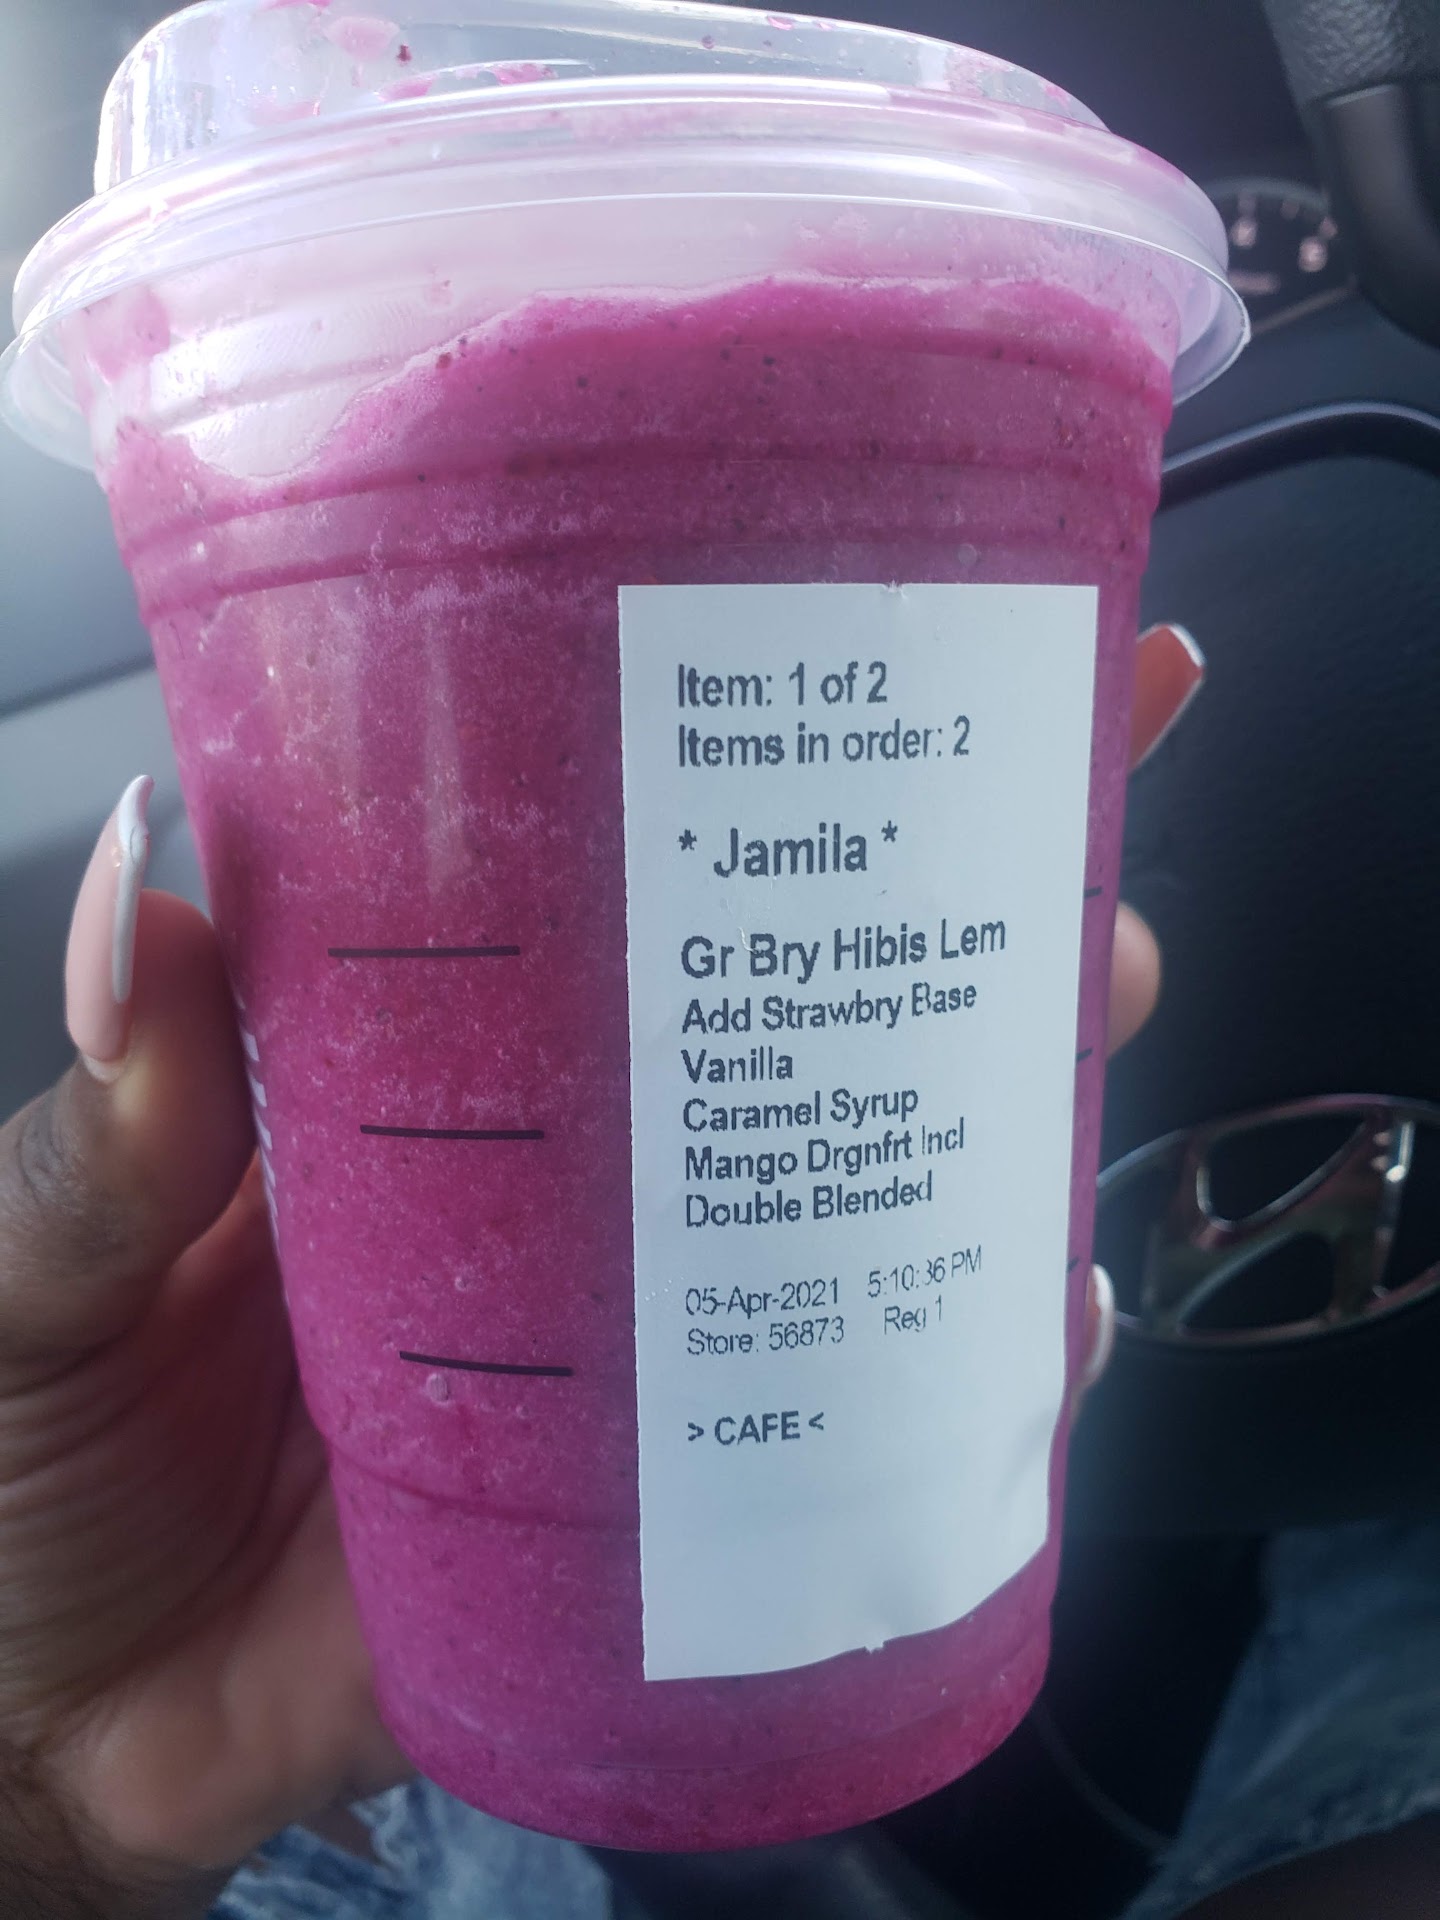 Item: 1 of 2
Items in order: 2
* Jamila *
Gr Bry Hibis Lem
Add Strawbry Base
Vanilla
Caramel Syrup
Mango Drgnfrt Incl
Double Blended
05-Apr-2021 5:10:36 PM
Store: 56873 Reg 1
> CAFE <